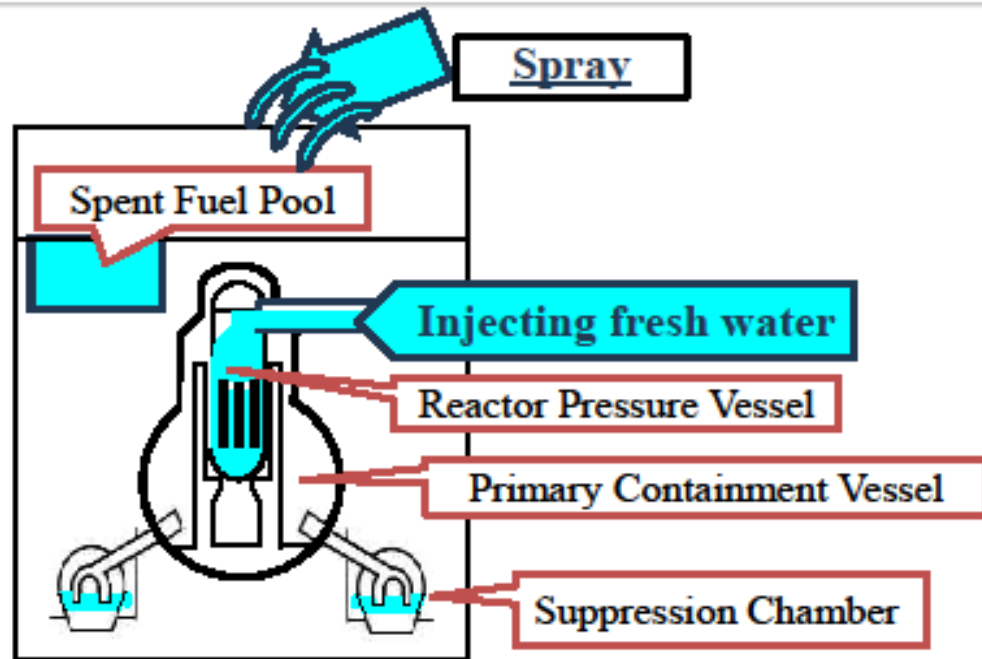 Spray
Spent Fuel Pool
Injecting fresh water
Reactor Pressure Vessel
Primary Containment Vessel
Suppression Chamber